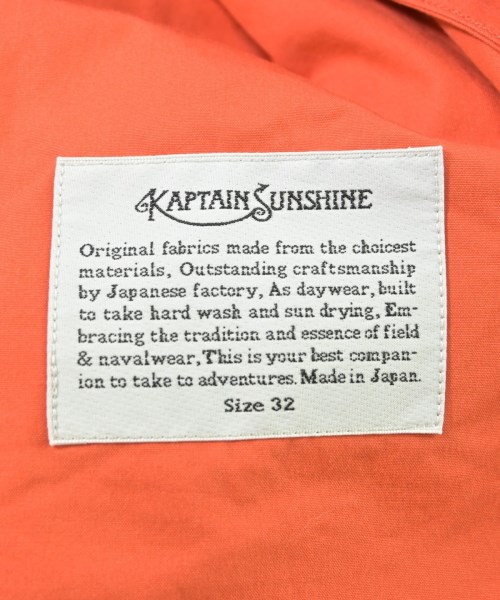 KAPTAIN SUNSHINE
Original fabrics made from the choicest
materials, Outstanding craftsmanship
by Japanese factory, As daywear, built
to take hard wash and sun drying, Em-
bracing the tradition and essence of field
& navalwear, This is your best compan-
ion to take to adventures. Made in Japan.
Size 32